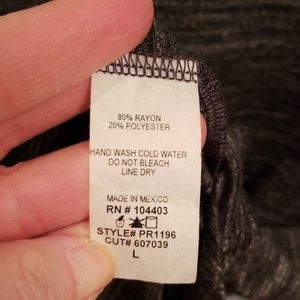 80% RAYON
20% POLYESTER
HAND WASH COLD WATER
DO NOT BLEACH
LINE DRY
MADE IN MEXICO
RN # 104403
STYLE# PR1196
CUT# 607039
L